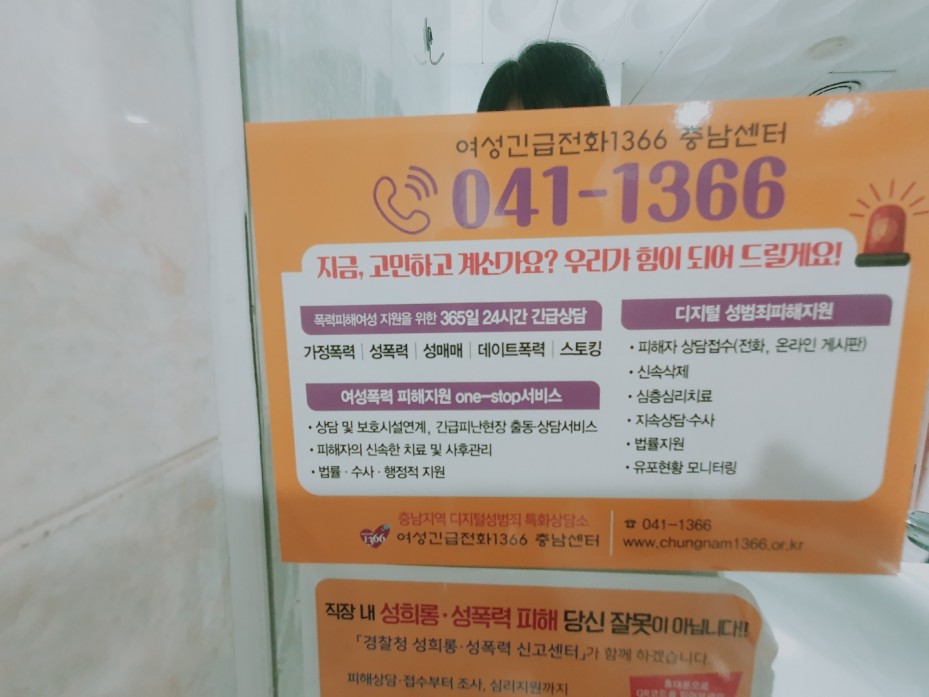 여성긴급전화1366 충남센터
041-1366
지금, 고민하고 계신가요? 우리가 힘이 되어 드릴게요!
폭력피해여성 지원을 위한 365일 24시간 긴급상담
가정폭력 | 성폭력 | 성매매 | 데이트폭력 | 스토킹
여성폭력 피해지원 one-stop서비스
· 상담 및 보호시설연계, 긴급피난현장 출동·상담서비스
· 피해자의 신속한 치료 및 사후관리
· 법률 · 수사 · 행정적 지원
디지털 성범죄피해지원
· 피해자 상담접수(전화, 온라인 게시판)
· 신속삭제
· 심층심리치료
· 지속상담·수사
· 법률지원
· 유포현황 모니터링
충남지역 디지털성범죄 특화상담소
1366 여성긴급전화1366 충남센터
☎ 041-1366
www.chungnam1366.or.kr
직장 내 성희롱·성폭력 피해 당신 잘못이 아닙니다!!
「경찰청 성희롱·성폭력 신고센터」가 함께 하겠습니다.
피해상담·접수부터 조사, 심리지원까지
휴대폰으로